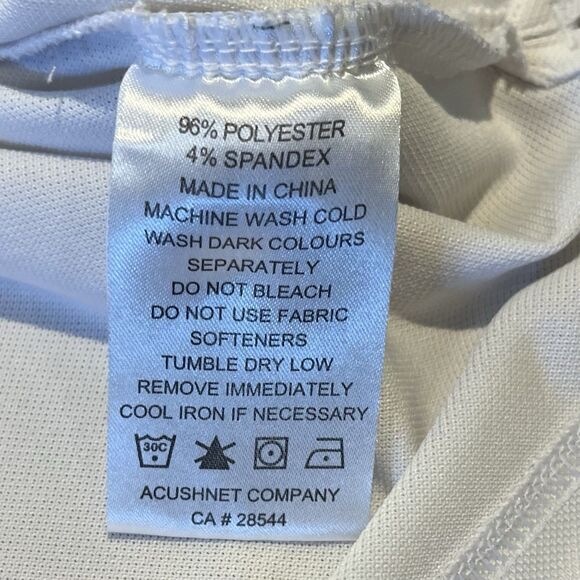 96% POLYESTER
4% SPANDEX
MADE IN CHINA
MACHINE WASH COLD
WASH DARK COLOURS
SEPARATELY
DO NOT BLEACH
DO NOT USE FABRIC
SOFTENERS
TUMBLE DRY LOW
REMOVE IMMEDIATELY
COOL IRON IF NECESSARY
30C
ACUSHNET COMPANY
CA # 28544